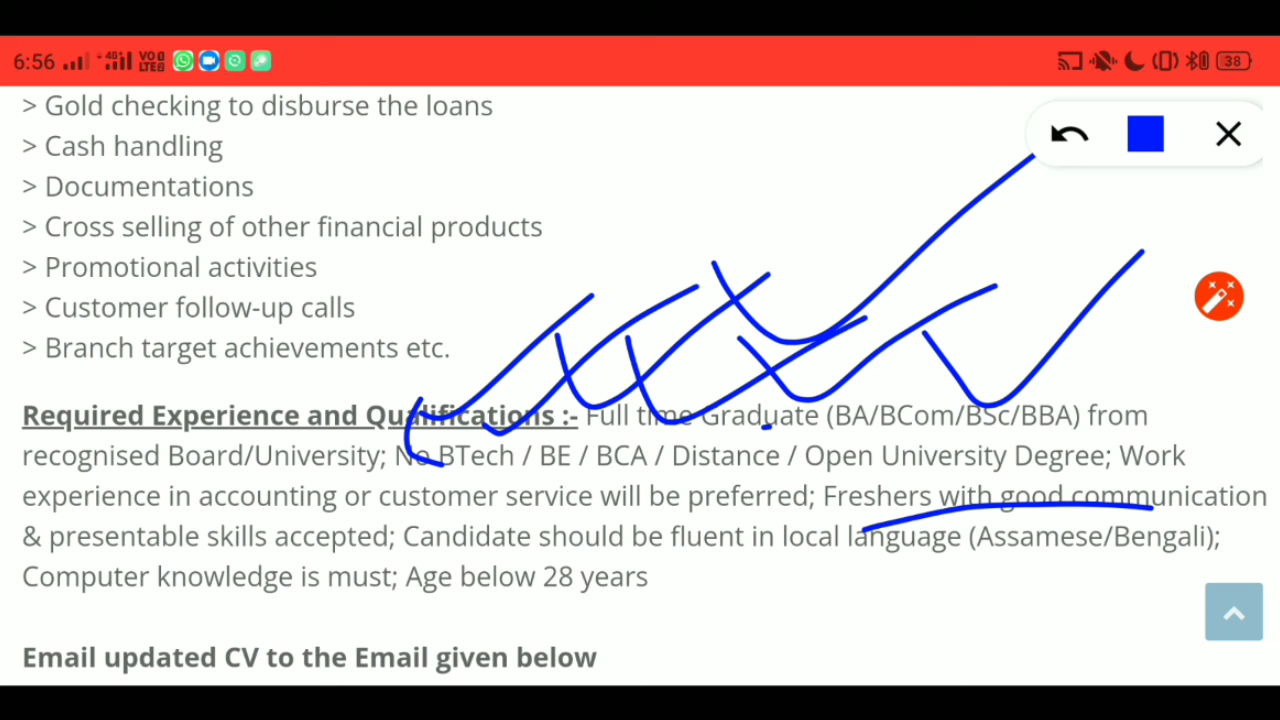 6:56 4G VO LTE 38
> Gold checking to disburse the loans
> Cash handling
> Documentations
> Cross selling of other financial products
> Promotional activities
> Customer follow-up calls
> Branch target achievements etc.
Required Experience and Qualifications :- Full time Graduate (BA/BCom/BSc/BBA) from
recognised Board/University; No BTech / BE / BCA / Distance / Open University Degree; Work
experience in accounting or customer service will be preferred; Freshers with good communication
& presentable skills accepted; Candidate should be fluent in local language (Assamese/Bengali);
Computer knowledge is must; Age below 28 years
Email updated CV to the Email given below